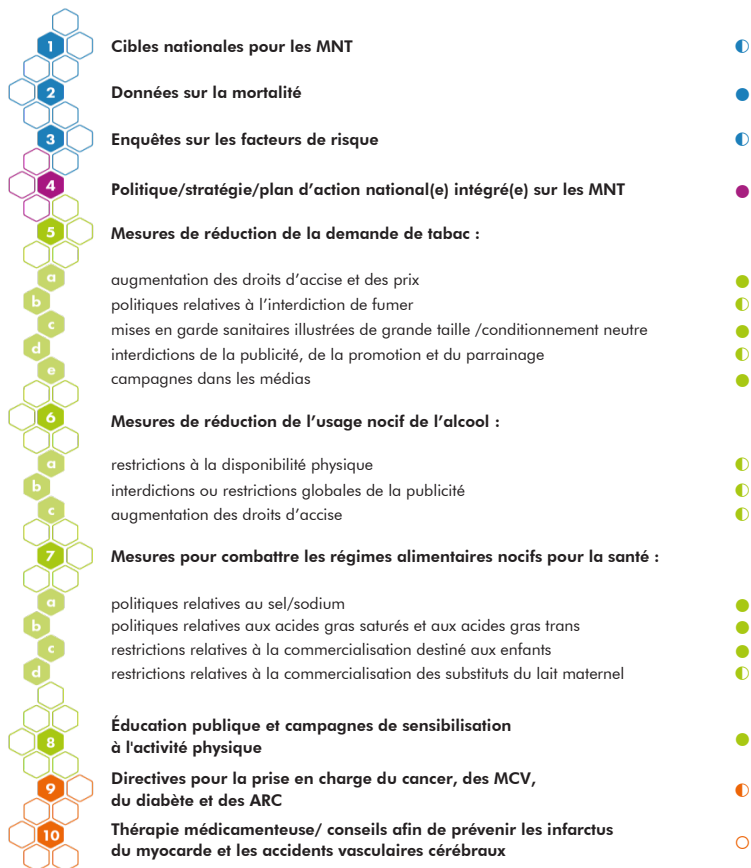 1 Cibles nationales pour les MNT
2 Données sur la mortalité
3 Enquêtes sur les facteurs de risque
4 Politique/stratégie/plan d'action national(e) intégré(e) sur les MNT
5 Mesures de réduction de la demande de tabac :
a augmentation des droits d'accise et des prix
b politiques relatives à l'interdiction de fumer
c mises en garde sanitaires illustrées de grande taille /conditionnement neutre
d interdictions de la publicité, de la promotion et du parrainage
e campagnes dans les médias
6 Mesures de réduction de l'usage nocif de l'alcool :
a restrictions à la disponibilité physique
b interdictions ou restrictions globales de la publicité
c augmentation des droits d'accise
7 Mesures pour combattre les régimes alimentaires nocifs pour la santé :
a politiques relatives au sel/sodium
b politiques relatives aux acides gras saturés et aux acides gras trans
c restrictions relatives à la commercialisation destiné aux enfants
d restrictions relatives à la commercialisation des substituts du lait maternel
8 Éducation publique et campagnes de sensibilisation
à l'activité physique
9 Directives pour la prise en charge du cancer, des MCV,
du diabète et des ARC
10 Thérapie médicamenteuse/ conseils afin de prévenir les infarctus
du myocarde et les accidents vasculaires cérébraux